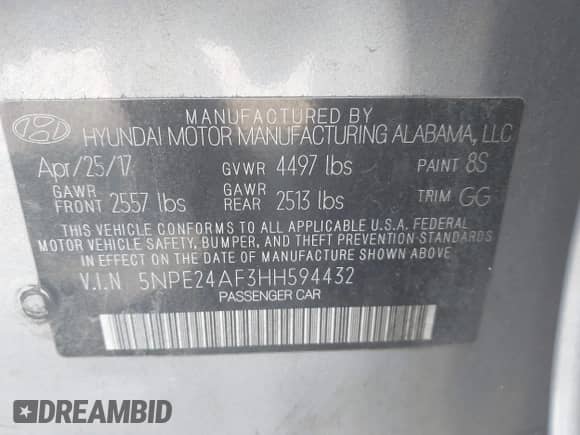 MANUFACTURED BY
HYUNDAI MOTOR MANUFACTURING ALABAMA, LLC
Apr/25/17 GVWR 4497 lbs PAINT 8S
GAWR FRONT 2557 lbs GAWR REAR 2513 lbs TRIM GG
THIS VEHICLE CONFORMS TO ALL APPLICABLE U.S.A. FEDERAL
MOTOR VEHICLE SAFETY, BUMPER, AND THEFT PREVENTION STANDARDS
IN EFFECT ON THE DATE OF MANUFACTURE SHOWN ABOVE
V.I.N 5NPE24AF3HH594432
PASSENGER CAR
DREAMBID